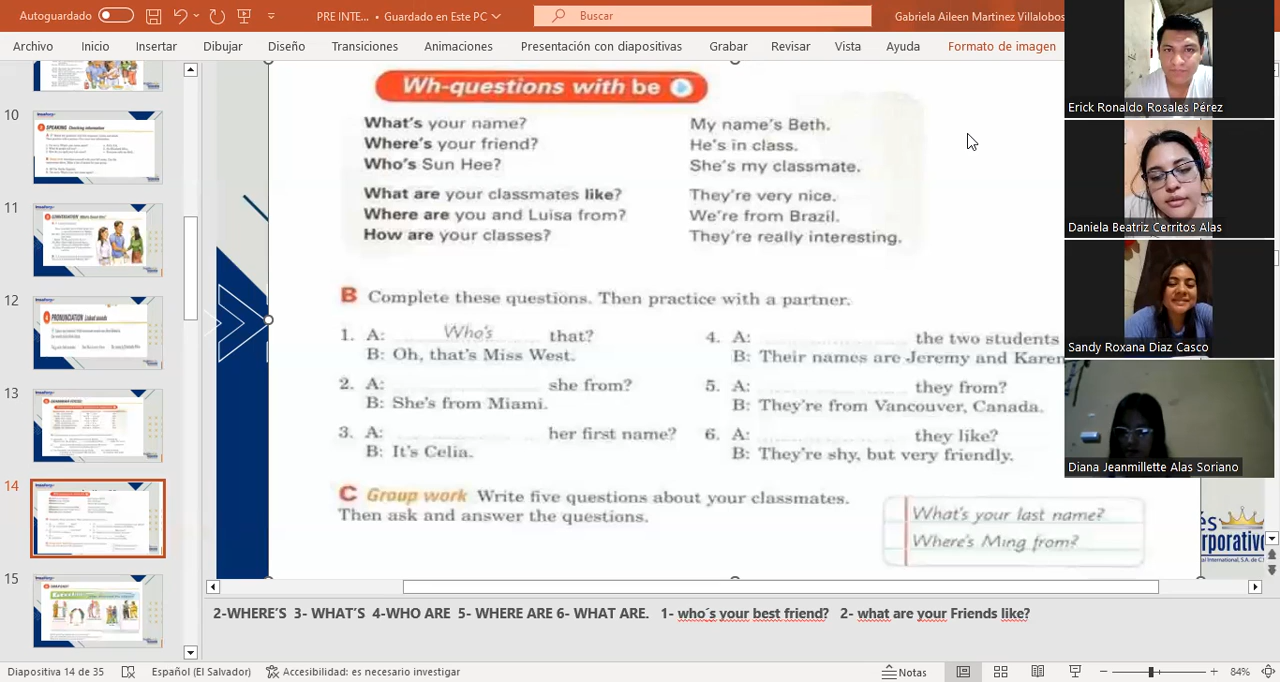 Autoguardado PRE INTE... • Guardado en Este PC Buscar Gabriela Aileen Martinez Villalobos
Archivo Inicio Insertar Dibujar Diseño Transiciones Animaciones Presentación con diapositivas Grabar Revisar Vista Ayuda Formato de imagen
10
11
12
13
14
15
Wh-questions with be
What's your name? My name's Beth.
Where's your friend? He's in class.
Who's Sun Hee? She's my classmate.
What are your classmates like? They're very nice.
Where are you and Luisa from? We're from Brazil.
How are your classes? They're really interesting.
B Complete these questions. Then practice with a partner.
1. A: Who's that?
B: Oh, that's Miss West.
2. A: she from?
B: She's from Miami.
3. A: her first name?
B: It's Celia.
4. A: the two students
B: Their names are Jeremy and Karen
5. A: they from?
B: They're from Vancouver, Canada.
6. A: they like?
B: They're shy, but very friendly.
C Group work Write five questions about your classmates.
Then ask and answer the questions.
What's your last name?
Where's Ming from?
2-WHERE'S 3- WHAT'S 4-WHO ARE 5- WHERE ARE 6- WHAT ARE. 1- who´s your best friend? 2- what are your Friends like?
Erick Ronaldo Rosales Pérez
Daniela Beatriz Cerritos Alas
Sandy Roxana Diaz Casco
Diana Jeanmillette Alas Soriano
Diapositiva 14 de 35 Español (El Salvador) Accesibilidad: es necesario investigar Notas 84%